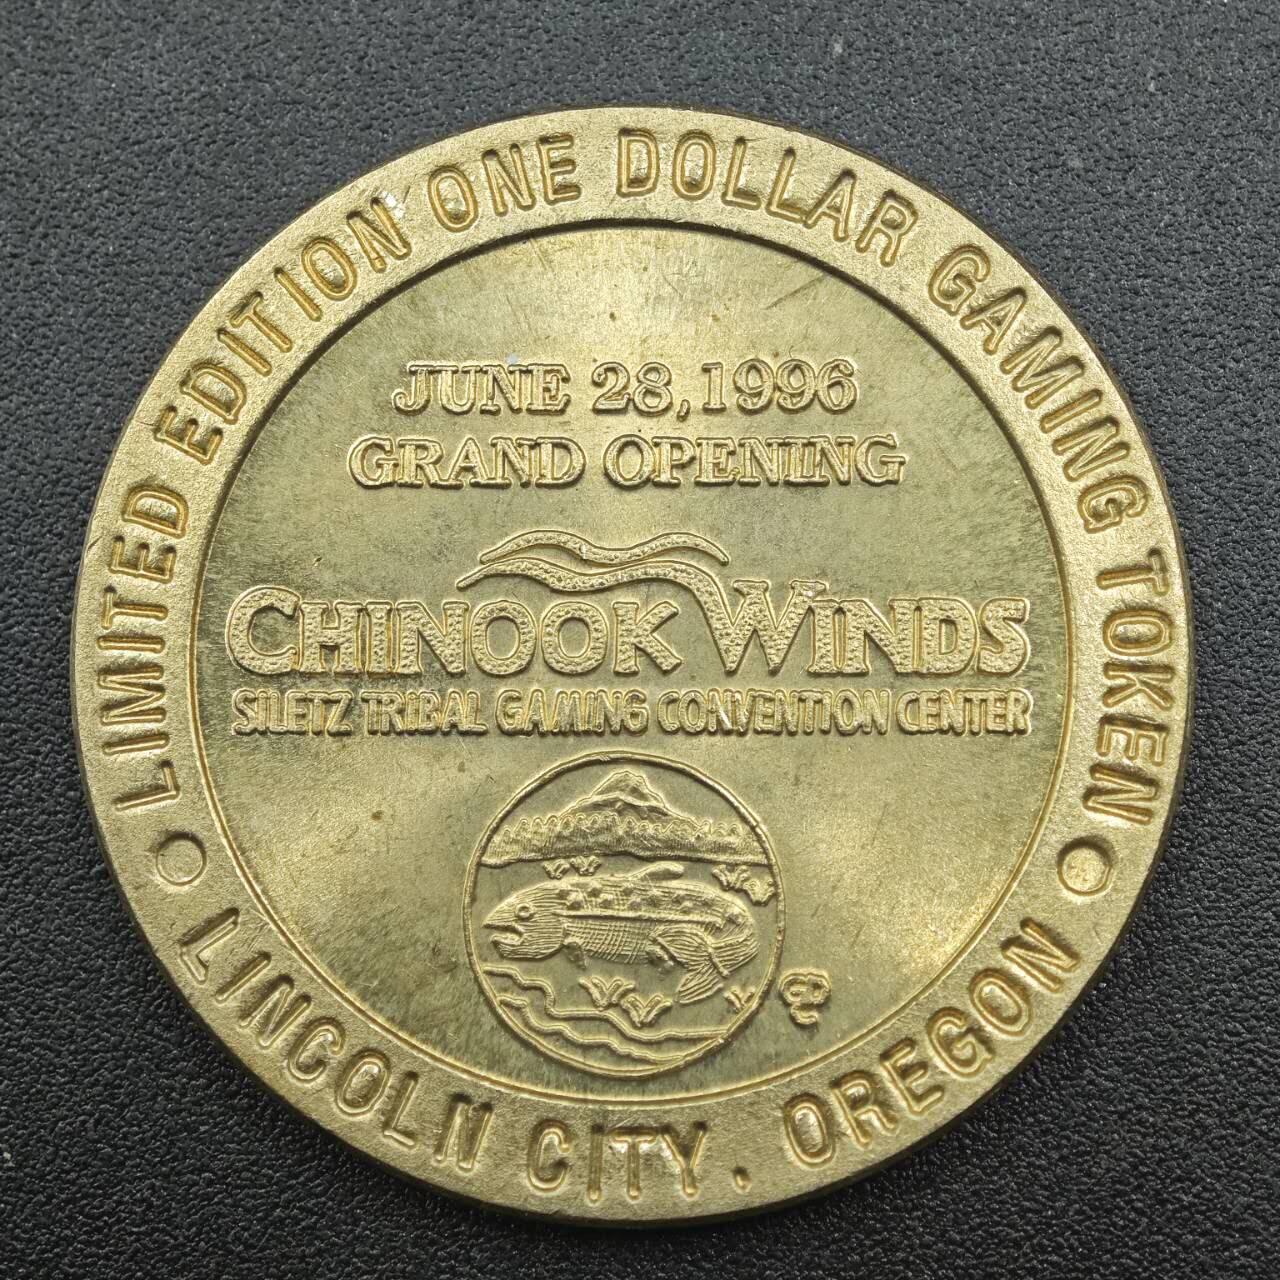 LIMITED EDITION ONE DOLLAR GAMING TOKEN
JUNE 28, 1996
GRAND OPENING
CHINOOK WINDS
SILETZ TRIBAL GAMING CONVENTION CENTER
LINCOLN CITY, OREGON